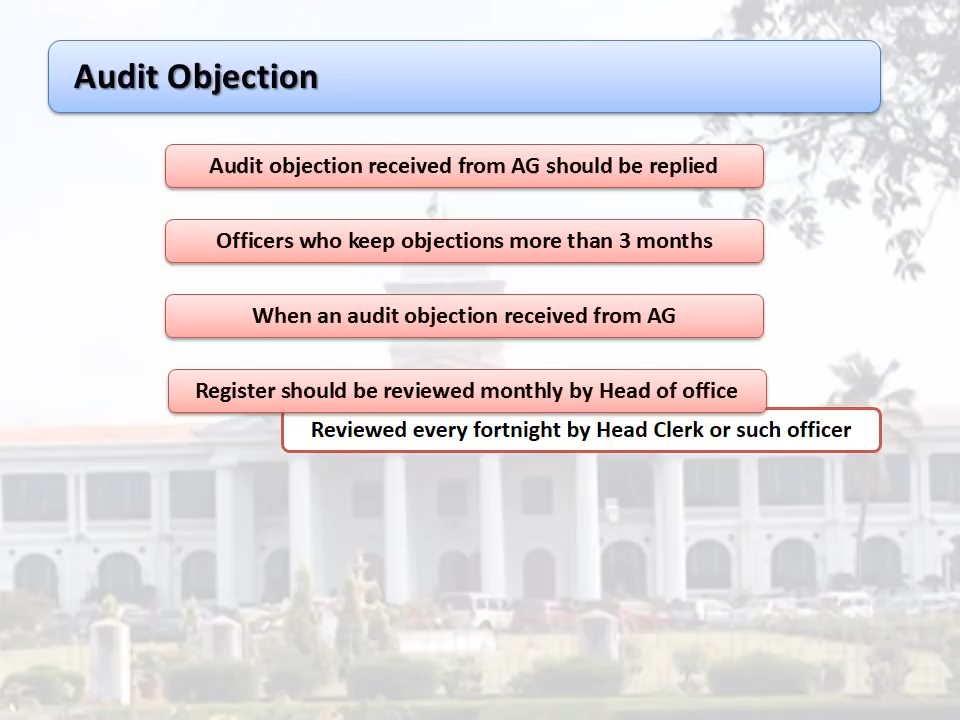 Audit Objection
Audit objection received from AG should be replied
Officers who keep objections more than 3 months
When an audit objection received from AG
Register should be reviewed monthly by Head of office
Reviewed every fortnight by Head Clerk or such officer